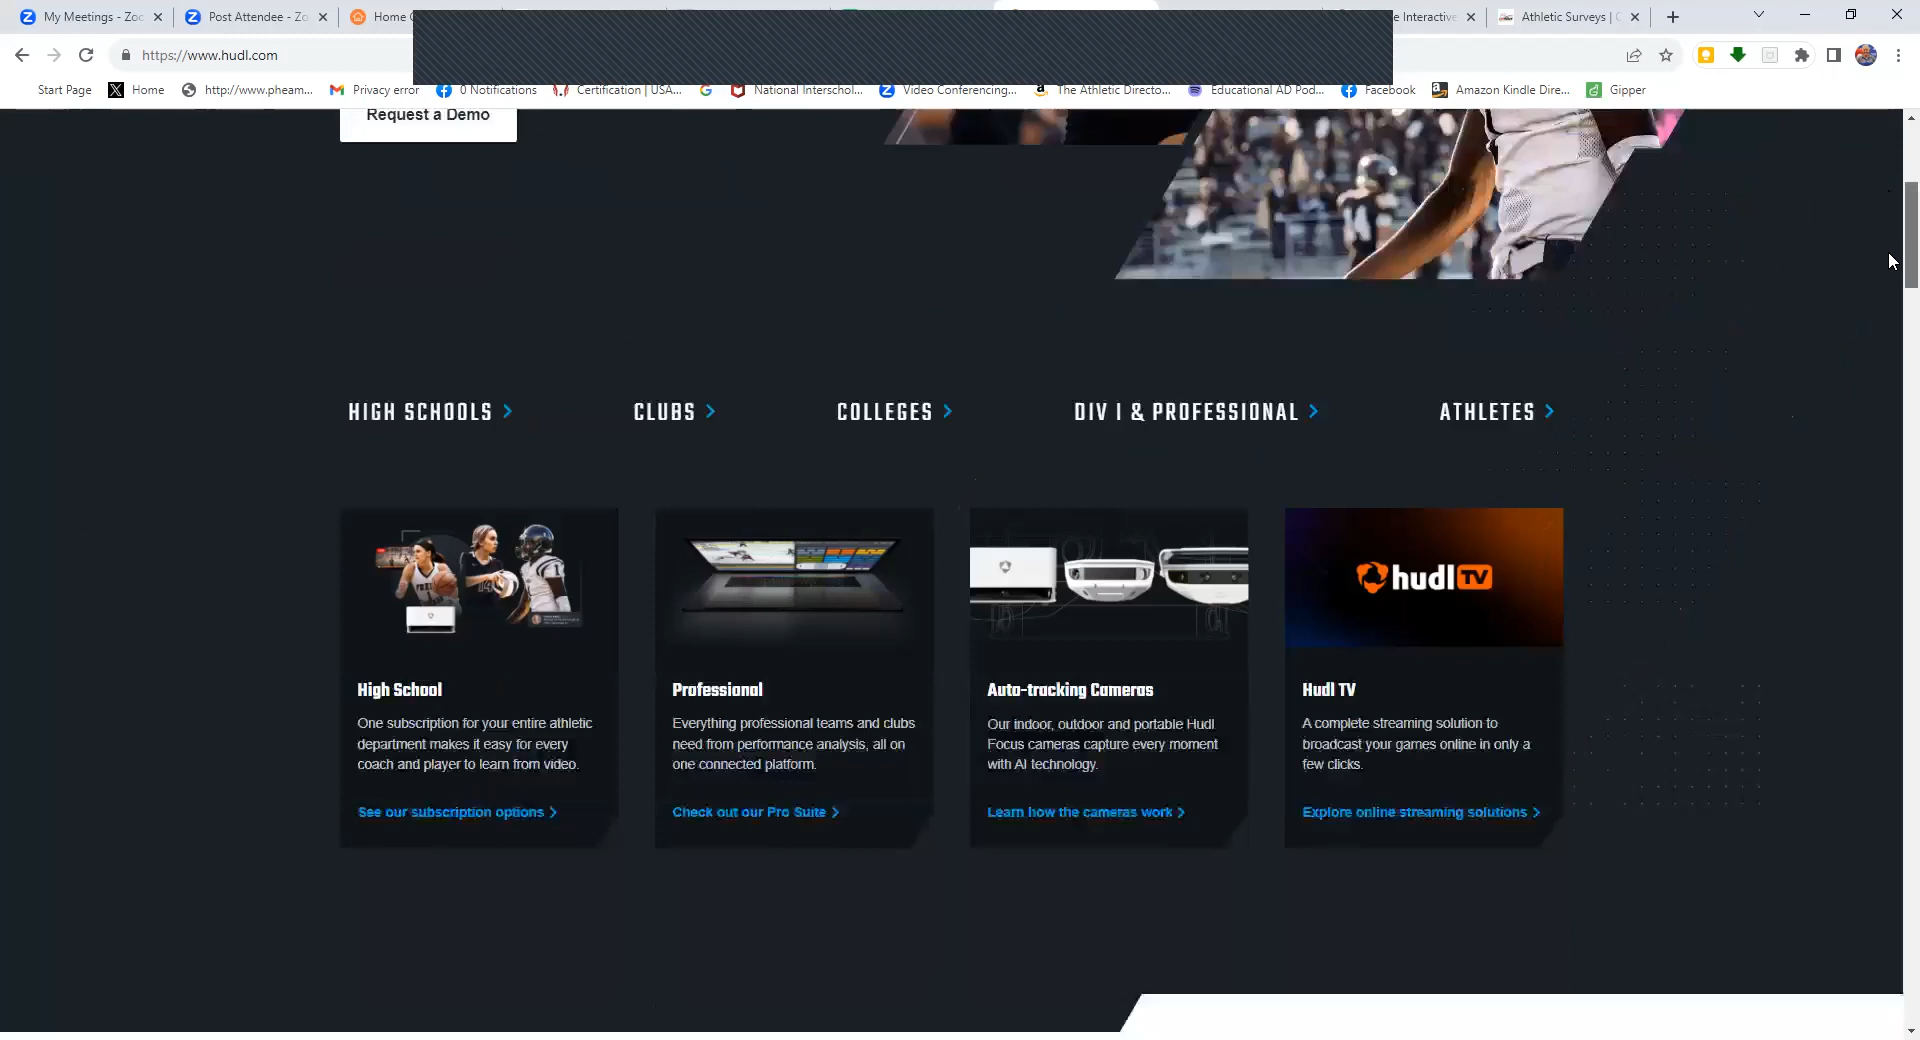 My Meetings - Zoo
Post Attendee - Zo
Home
e Interactive
Athletic Surveys |
https://www.hudl.com
Start Page
Home
http://www.pheam...
Privacy error
0 Notifications
Certification | USA...
National Interschol...
Video Conferencing...
The Athletic Directo...
Educational AD Pod...
Facebook
Amazon Kindle Dire...
Gipper
Request a Demo
HIGH SCHOOLS
CLUBS
COLLEGES
DIV I & PROFESSIONAL
ATHLETES
hudl TV
High School
One subscription for your entire athletic
department makes it easy for every
coach and player to learn from video.
See our subscription options
Professional
Everything professional teams and clubs
need from performance analysis, all on
one connected platform.
Check out our Pro Suite
Auto-tracking Cameras
Our indoor, outdoor and portable Hudl
Focus cameras capture every moment
with AI technology.
Learn how the cameras work
Hudl TV
A complete streaming solution to
broadcast your games online in only a
few clicks.
Explore online streaming solutions